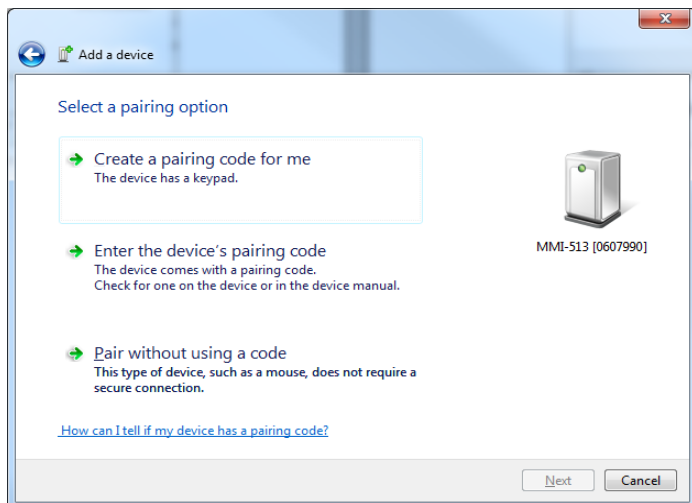 Add a device
Select a pairing option
Create a pairing code for me
The device has a keypad.
Enter the device's pairing code
The device comes with a pairing code.
Check for one on the device or in the device manual.
MMI-513 [0607990]
Pair without using a code
This type of device, such as a mouse, does not require a
secure connection.
How can I tell if my device has a pairing code?
Next
Cancel